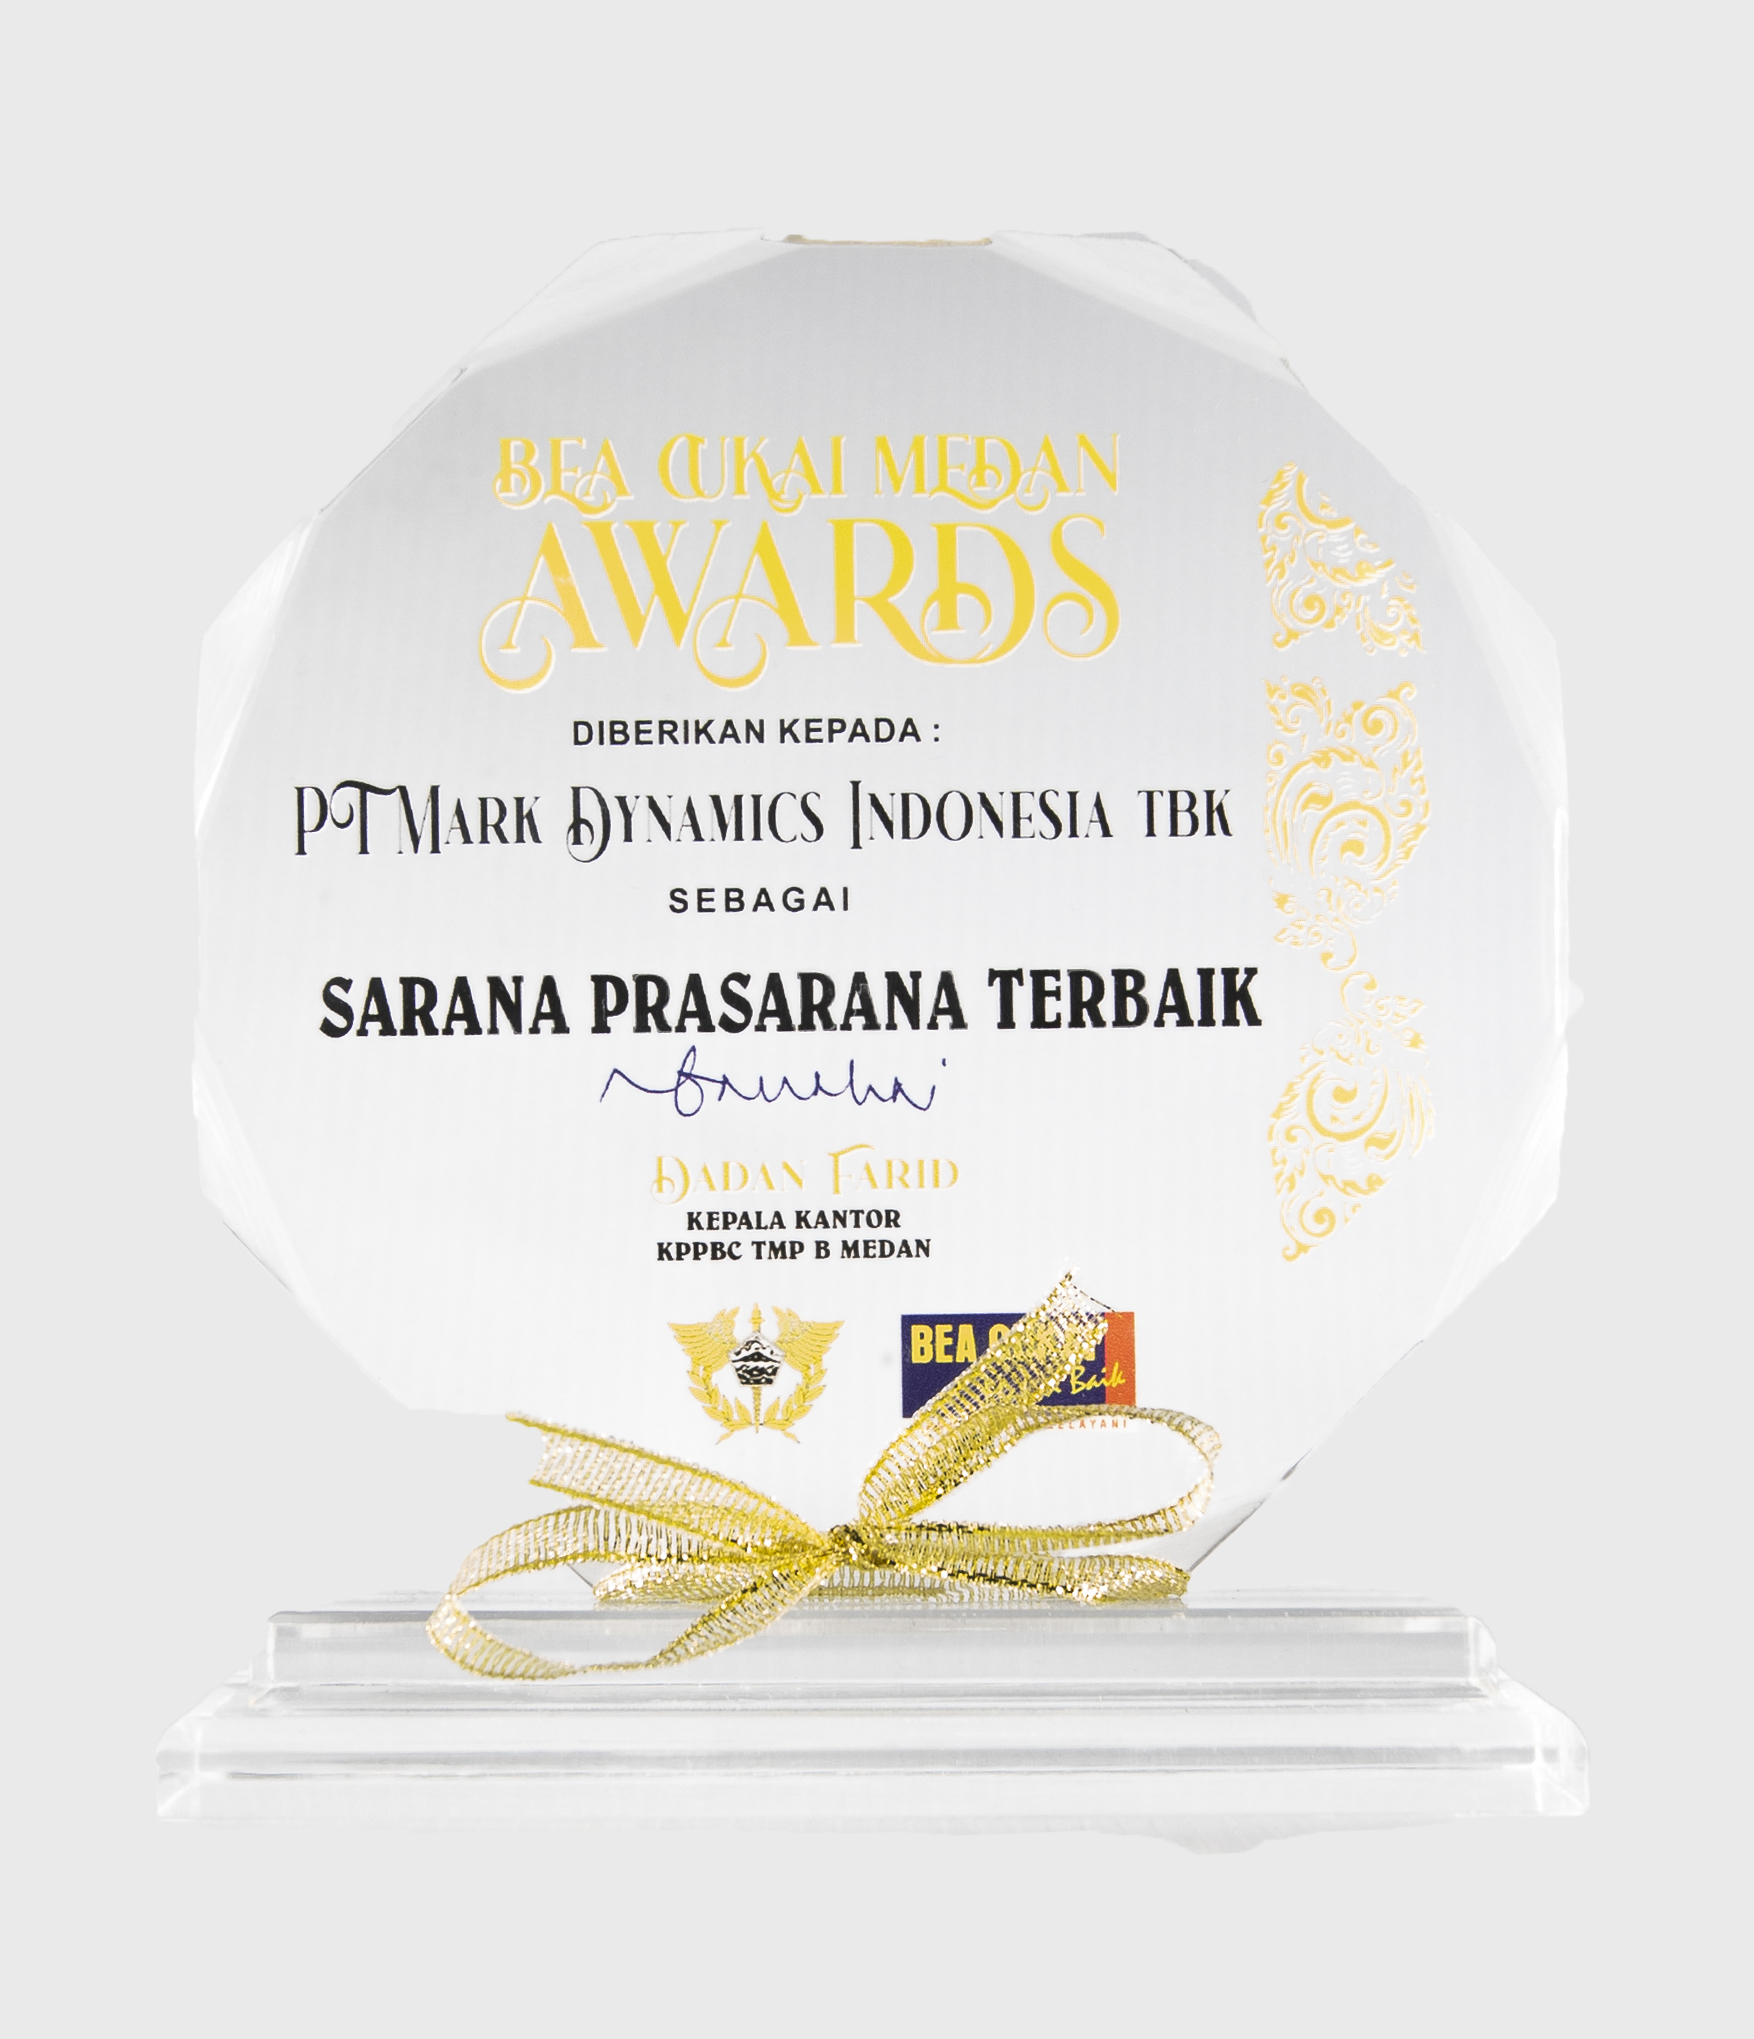 BEA CUKAI MEDAN
AWARDS
DIBERIKAN KEPADA :
PT MARK DYNAMICS INDONESIA TBK
SEBAGAI
SARANA PRASARANA TERBAIK
DADAN FARID
KEPALA KANTOR
KPPBC TMP B MEDAN
BEA
Baik